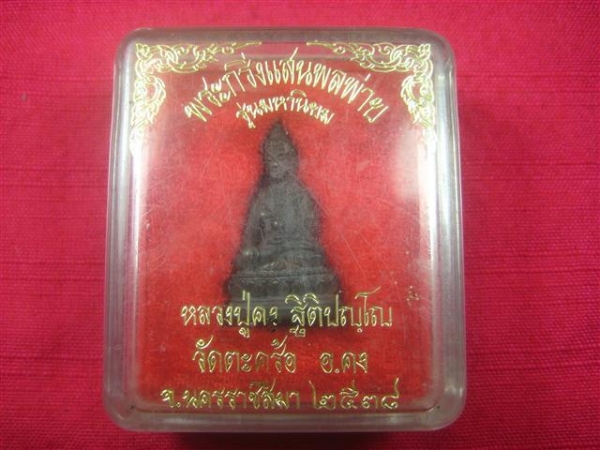 พระกริ่งแสนพลพ่าย
รุ่นมหานิยม
หลวงปู่คง ฐิติปญฺโญ
วัดตะคร้อ อ.คง
จ.นครราชสีมา ๒๕๓๘